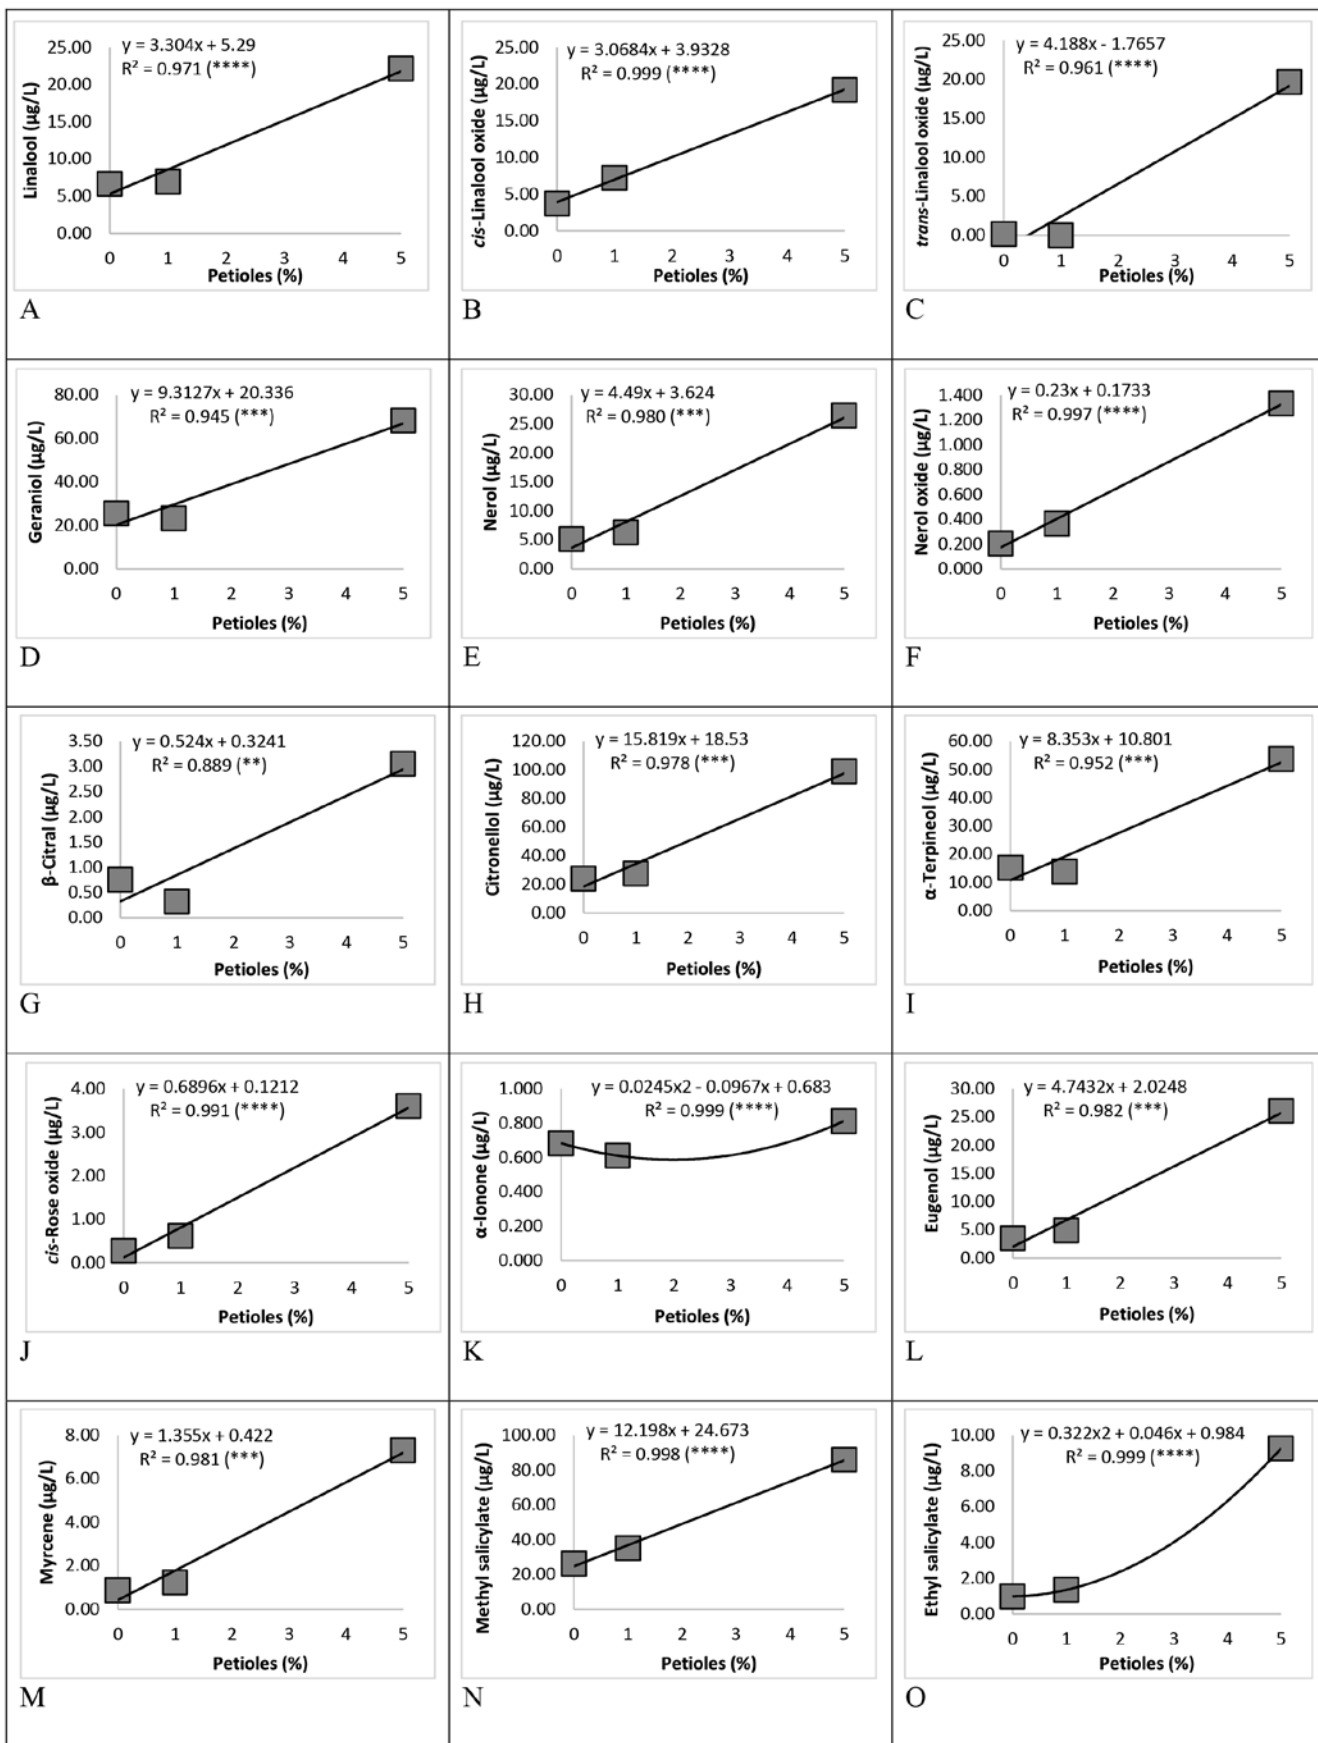 y = 3.304x + 5.29
R² = 0.971 (****)
Linalool (µg/L)
25.00
20.00
15.00
10.00
5.00
0.00
0 1 2 3 4 5
Petioles (%)
A
y = 3.0684x + 3.9328
R² = 0.999 (****)
cis-Linalool oxide (µg/L)
25.00
20.00
15.00
10.00
5.00
0.00
0 1 2 3 4 5
Petioles (%)
B
y = 4.188x - 1.7657
R² = 0.961 (****)
trans-Linalool oxide (µg/L)
25.00
20.00
15.00
10.00
5.00
0.00
0 1 2 3 4 5
Petioles (%)
C
y = 9.3127x + 20.336
R² = 0.945 (***)
Geraniol (µg/L)
80.00
60.00
40.00
20.00
0.00
0 1 2 3 4 5
Petioles (%)
D
y = 4.49x + 3.624
R² = 0.980 (***)
Nerol (µg/L)
30.00
25.00
20.00
15.00
10.00
5.00
0.00
0 1 2 3 4 5
Petioles (%)
E
y = 0.23x + 0.1733
R² = 0.997 (****)
Nerol oxide (µg/L)
1.400
1.200
1.000
0.800
0.600
0.400
0.200
0.000
0 1 2 3 4 5
Petioles (%)
F
y = 0.524x + 0.3241
R² = 0.889 (**)
β-Citral (µg/L)
3.50
3.00
2.50
2.00
1.50
1.00
0.50
0.00
0 1 2 3 4 5
Petioles (%)
G
y = 15.819x + 18.53
R² = 0.978 (***)
Citronellol (µg/L)
120.00
100.00
80.00
60.00
40.00
20.00
0.00
0 1 2 3 4 5
Petioles (%)
H
y = 8.353x + 10.801
R² = 0.952 (***)
α-Terpineol (µg/L)
60.00
50.00
40.00
30.00
20.00
10.00
0.00
0 1 2 3 4 5
Petioles (%)
I
y = 0.6896x + 0.1212
R² = 0.991 (****)
cis-Rose oxide (µg/L)
4.00
3.00
2.00
1.00
0.00
0 1 2 3 4 5
Petioles (%)
J
y = 0.0245x2 - 0.0967x + 0.683
R² = 0.999 (****)
α-Ionone (µg/L)
1.000
0.800
0.600
0.400
0.200
0.000
0 1 2 3 4 5
Petioles (%)
K
y = 4.7432x + 2.0248
R² = 0.982 (***)
Eugenol (µg/L)
30.00
25.00
20.00
15.00
10.00
5.00
0.00
0 1 2 3 4 5
Petioles (%)
L
y = 1.355x + 0.422
R² = 0.981 (***)
Myrcene (µg/L)
8.00
6.00
4.00
2.00
0.00
0 1 2 3 4 5
Petioles (%)
M
y = 12.198x + 24.673
R² = 0.998 (****)
Methyl salicylate (µg/L)
100.00
80.00
60.00
40.00
20.00
0.00
0 1 2 3 4 5
Petioles (%)
N
y = 0.322x2 + 0.046x + 0.984
R² = 0.999 (****)
Ethyl salicylate (µg/L)
10.00
8.00
6.00
4.00
2.00
0.00
0 1 2 3 4 5
Petioles (%)
O